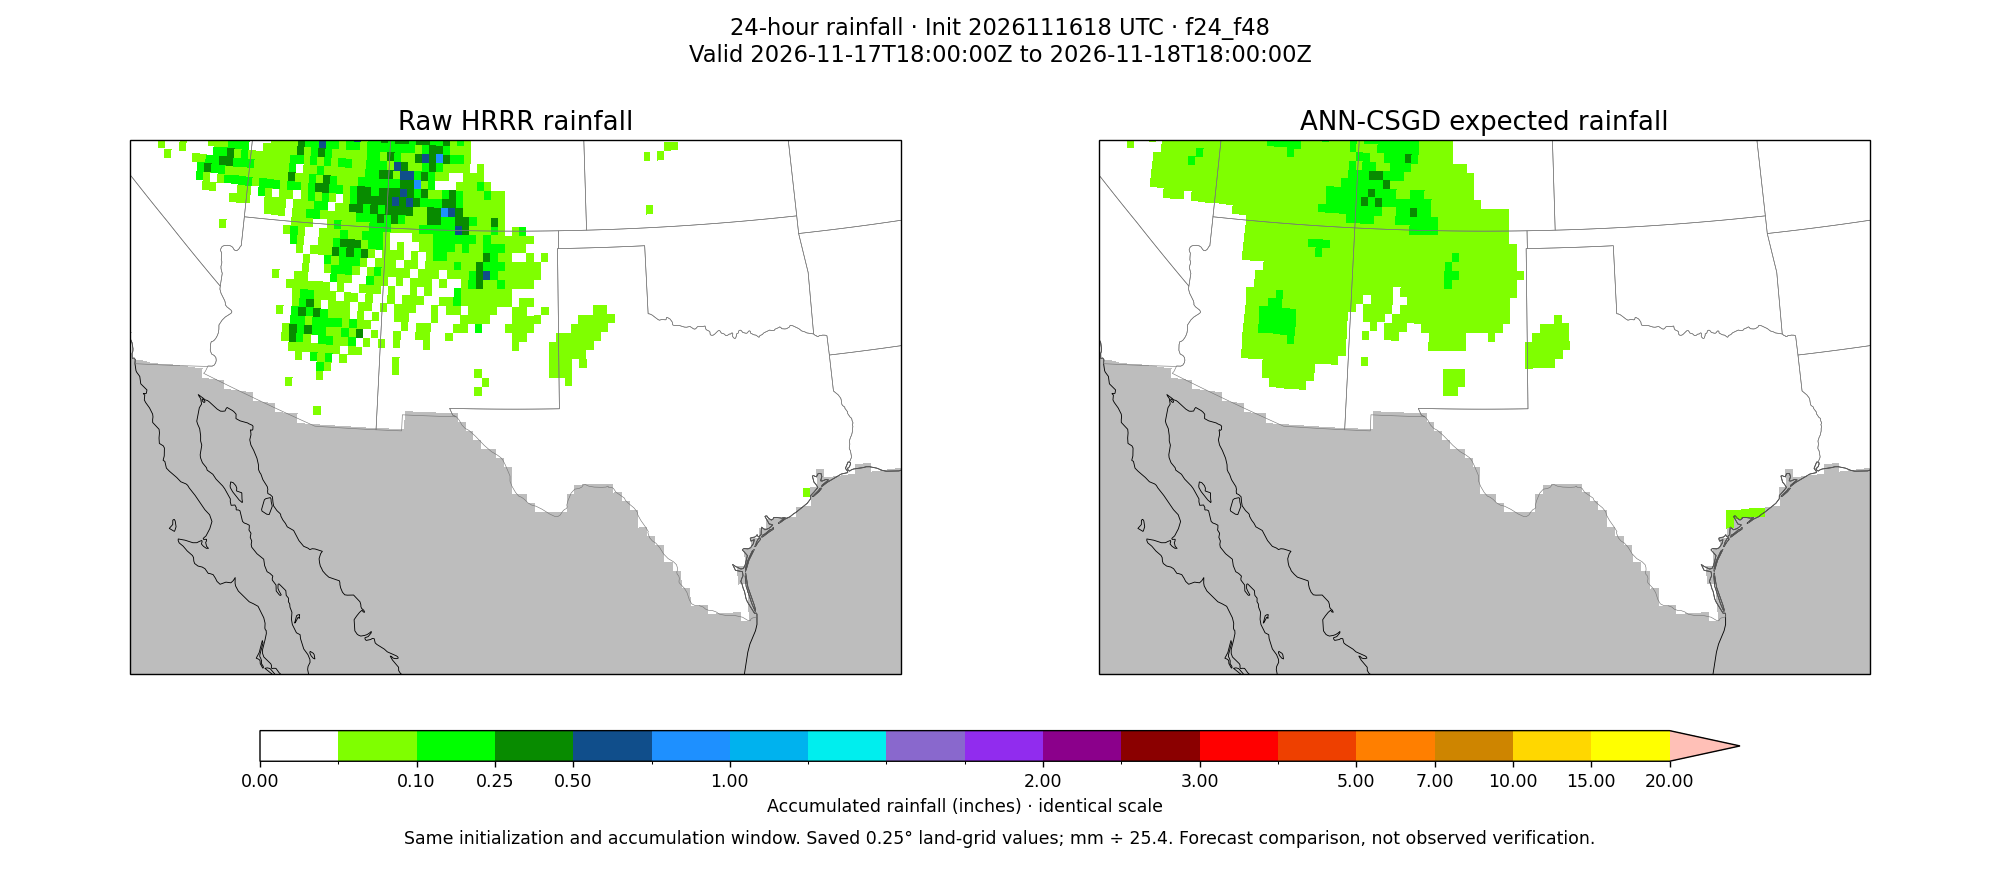 24-hour rainfall · Init 2026111618 UTC · f24_f48
Valid 2026-11-17T18:00:00Z to 2026-11-18T18:00:00Z
Raw HRRR rainfall
ANN-CSGD expected rainfall
0.00 0.10 0.25 0.50 1.00 2.00 3.00 5.00 7.00 10.00 15.00 20.00
Accumulated rainfall (inches) · identical scale
Same initialization and accumulation window. Saved 0.25° land-grid values; mm ÷ 25.4. Forecast comparison, not observed verification.